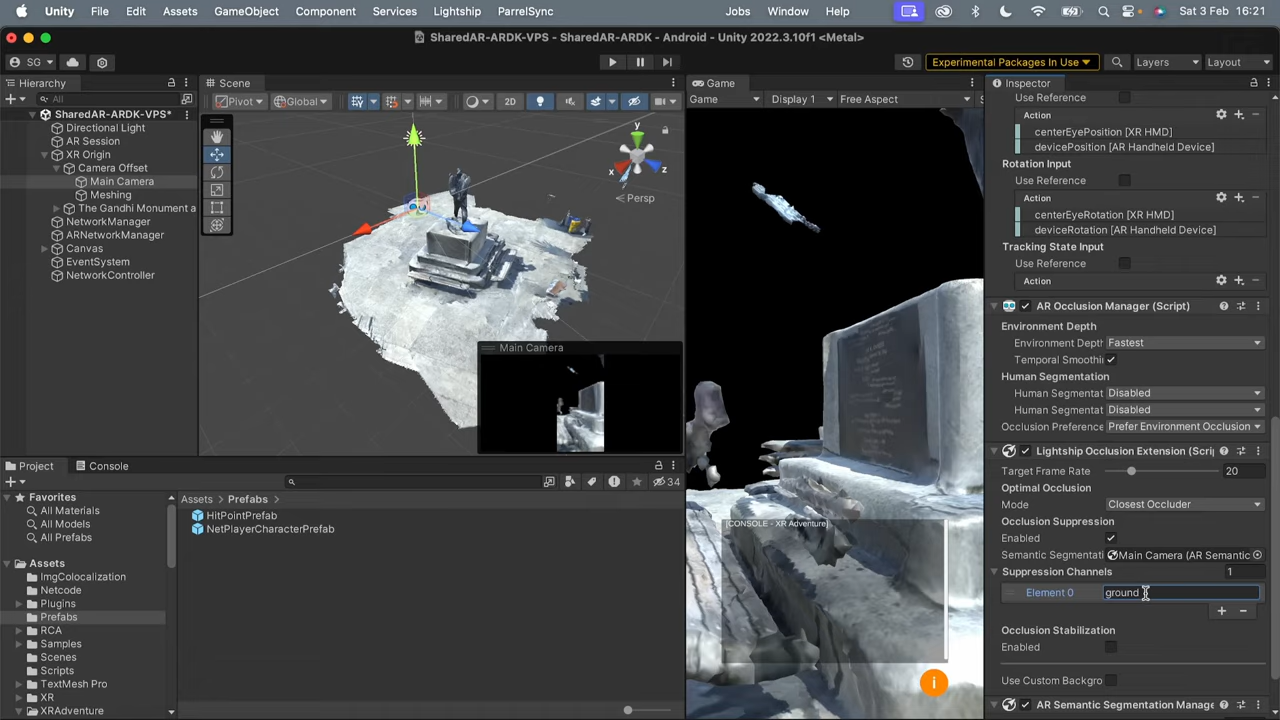 Unity File Edit Assets GameObject Component Services Lightship ParrelSync Jobs Window Help Sat 3 Feb 16:21
SharedAR-ARDK-VPS - SharedAR-ARDK - Android - Unity 2022.3.10f1* <Metal>
SG Experimental Packages In Use Layers Layout
Hierarchy
All
SharedAR-ARDK-VPS*
Directional Light
AR Session
XR Origin
Camera Offset
Main Camera
Meshing
The Gandhi Monument a
NetworkManager
ARNetworkManager
Canvas
EventSystem
NetworkController
Scene
Pivot Global 2D
y
x
z
Persp
Main Camera
Game
Game Display 1 Free Aspect
[CONSOLE - XR Adventure]
i
Inspector
Use Reference
Action
centerEyePosition [XR HMD]
devicePosition [AR Handheld Device]
Rotation Input
Use Reference
Action
centerEyeRotation [XR HMD]
deviceRotation [AR Handheld Device]
Tracking State Input
Use Reference
Action
AR Occlusion Manager (Script)
Environment Depth
Environment Depth Fastest
Temporal Smoothi
Human Segmentation
Human Segmentat Disabled
Human Segmentat Disabled
Occlusion Preference Prefer Environment Occlusion
Lightship Occlusion Extension (Scrip
Target Frame Rate 20
Optimal Occlusion
Mode Closest Occluder
Occlusion Suppression
Enabled
Semantic Segmentati Main Camera (AR Semantic
Suppression Channels 1
Element 0 ground
Occlusion Stabilization
Enabled
Use Custom Backgro
AR Semantic Segmentation Manage
Project Console
34
Favorites
All Materials
All Models
All Prefabs
Assets
ImgColocalization
Netcode
Plugins
Prefabs
RCA
Samples
Scenes
Scripts
TextMesh Pro
XR
XRAdventure
Assets > Prefabs >
HitPointPrefab
NetPlayerCharacterPrefab